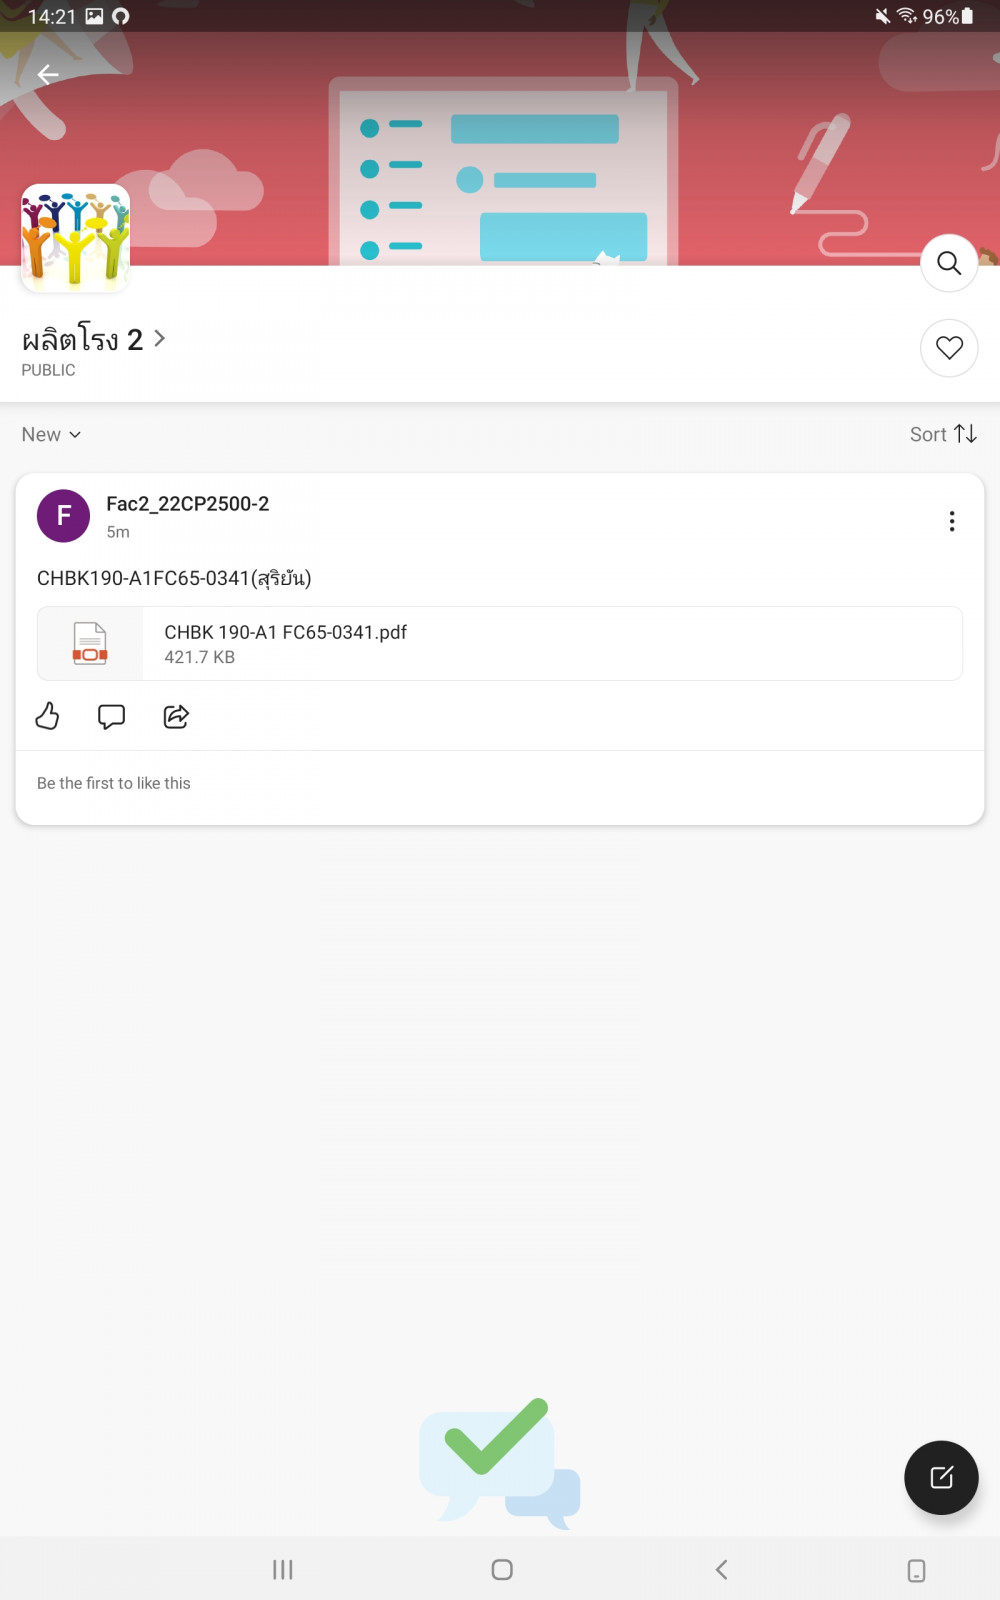 14:21
96%
ผลิตโรง 2
PUBLIC
New
Sort
F
Fac2_22CP2500-2
5m
CHBK190-A1FC65-0341(สุริยัน)
CHBK 190-A1 FC65-0341.pdf
421.7 KB
Be the first to like this